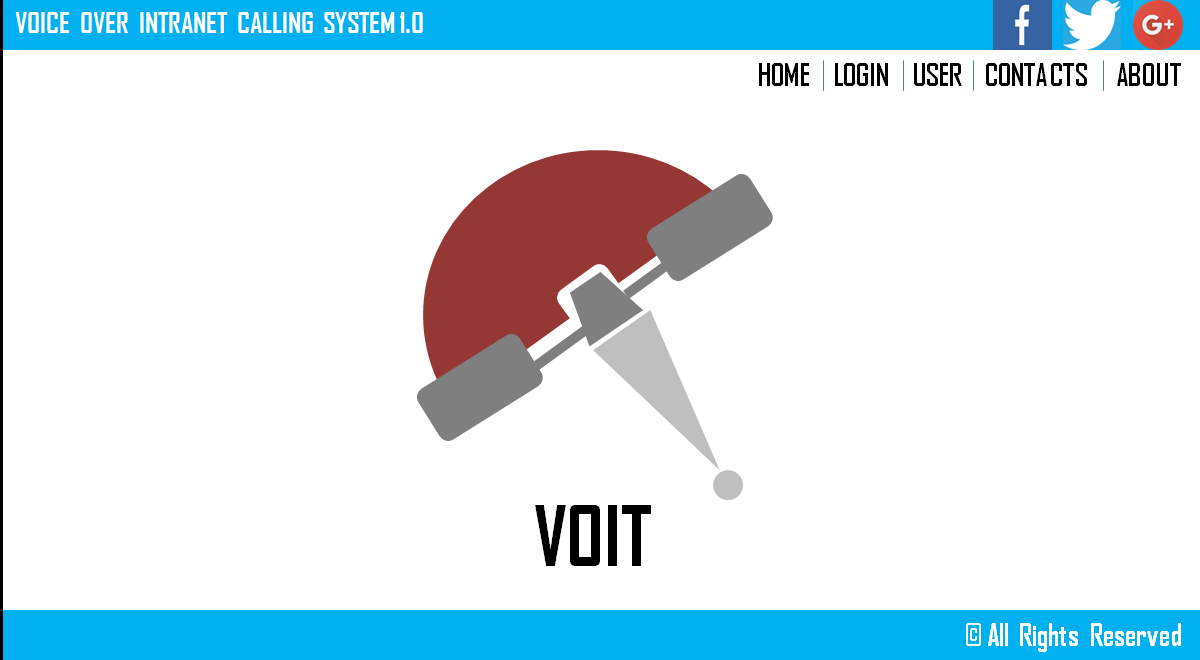 VOICE OVER INTRANET CALLING SYSTEM 1.0
f G+
HOME LOGIN USER CONTACTS ABOUT
VOIT
© All Rights Reserved